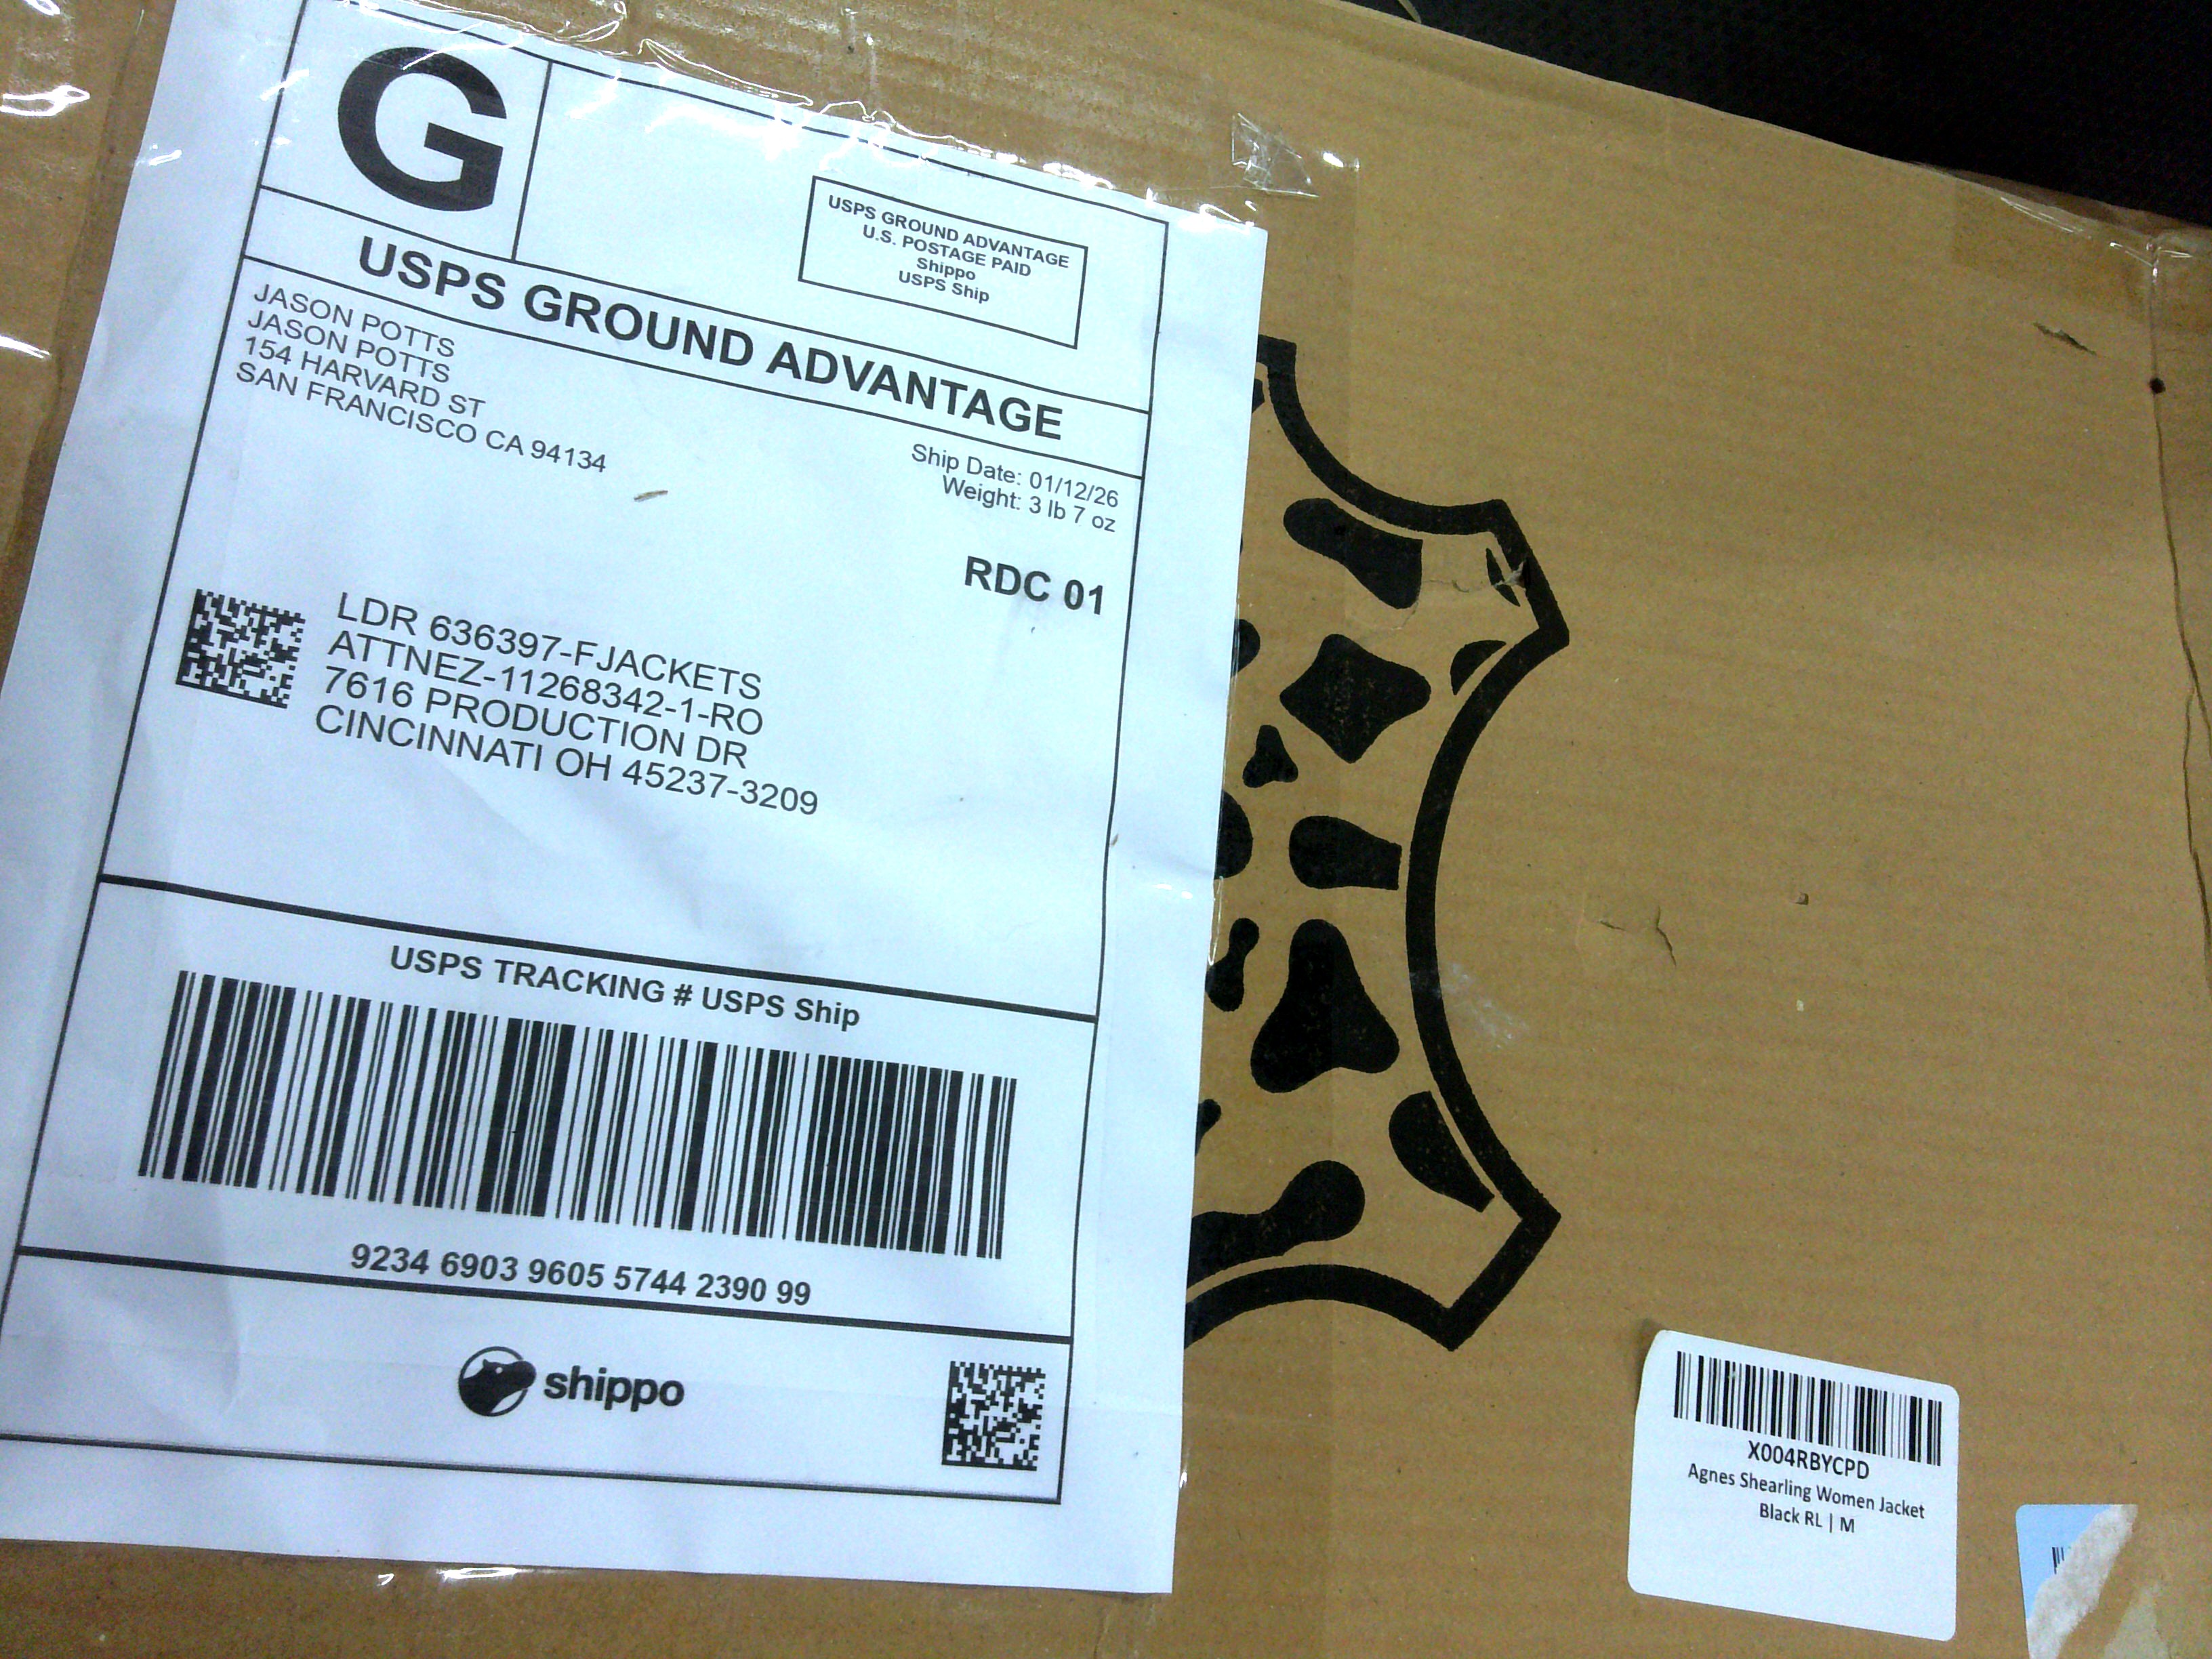 G
USPS GROUND ADVANTAGE
U.S. POSTAGE PAID
Shippo
USPS Ship
USPS GROUND ADVANTAGE
JASON POTTS
JASON POTTS
154 HARVARD ST
SAN FRANCISCO CA 94134
Ship Date: 01/12/26
Weight: 3 lb 7 oz
RDC 01
LDR 636397-FJACKETS
ATTNEZ-11268342-1-RO
7616 PRODUCTION DR
CINCINNATI OH 45237-3209
USPS TRACKING # USPS Ship
9234 6903 9605 5744 2390 99
shippo
X004RBYCPD
Agnes Shearling Women Jacket
Black RL | M